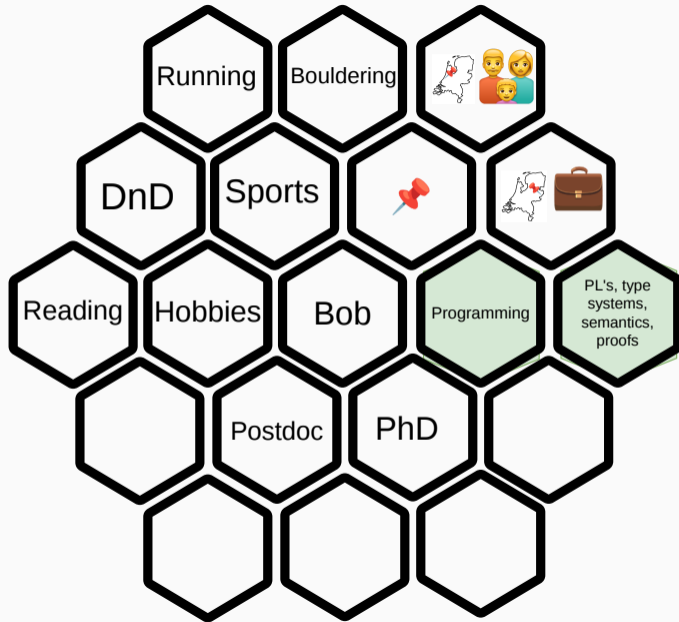 Running
Bouldering
DnD
Sports
Reading
Hobbies
Bob
Programming
PL's, type
systems,
semantics,
proofs
Postdoc
PhD